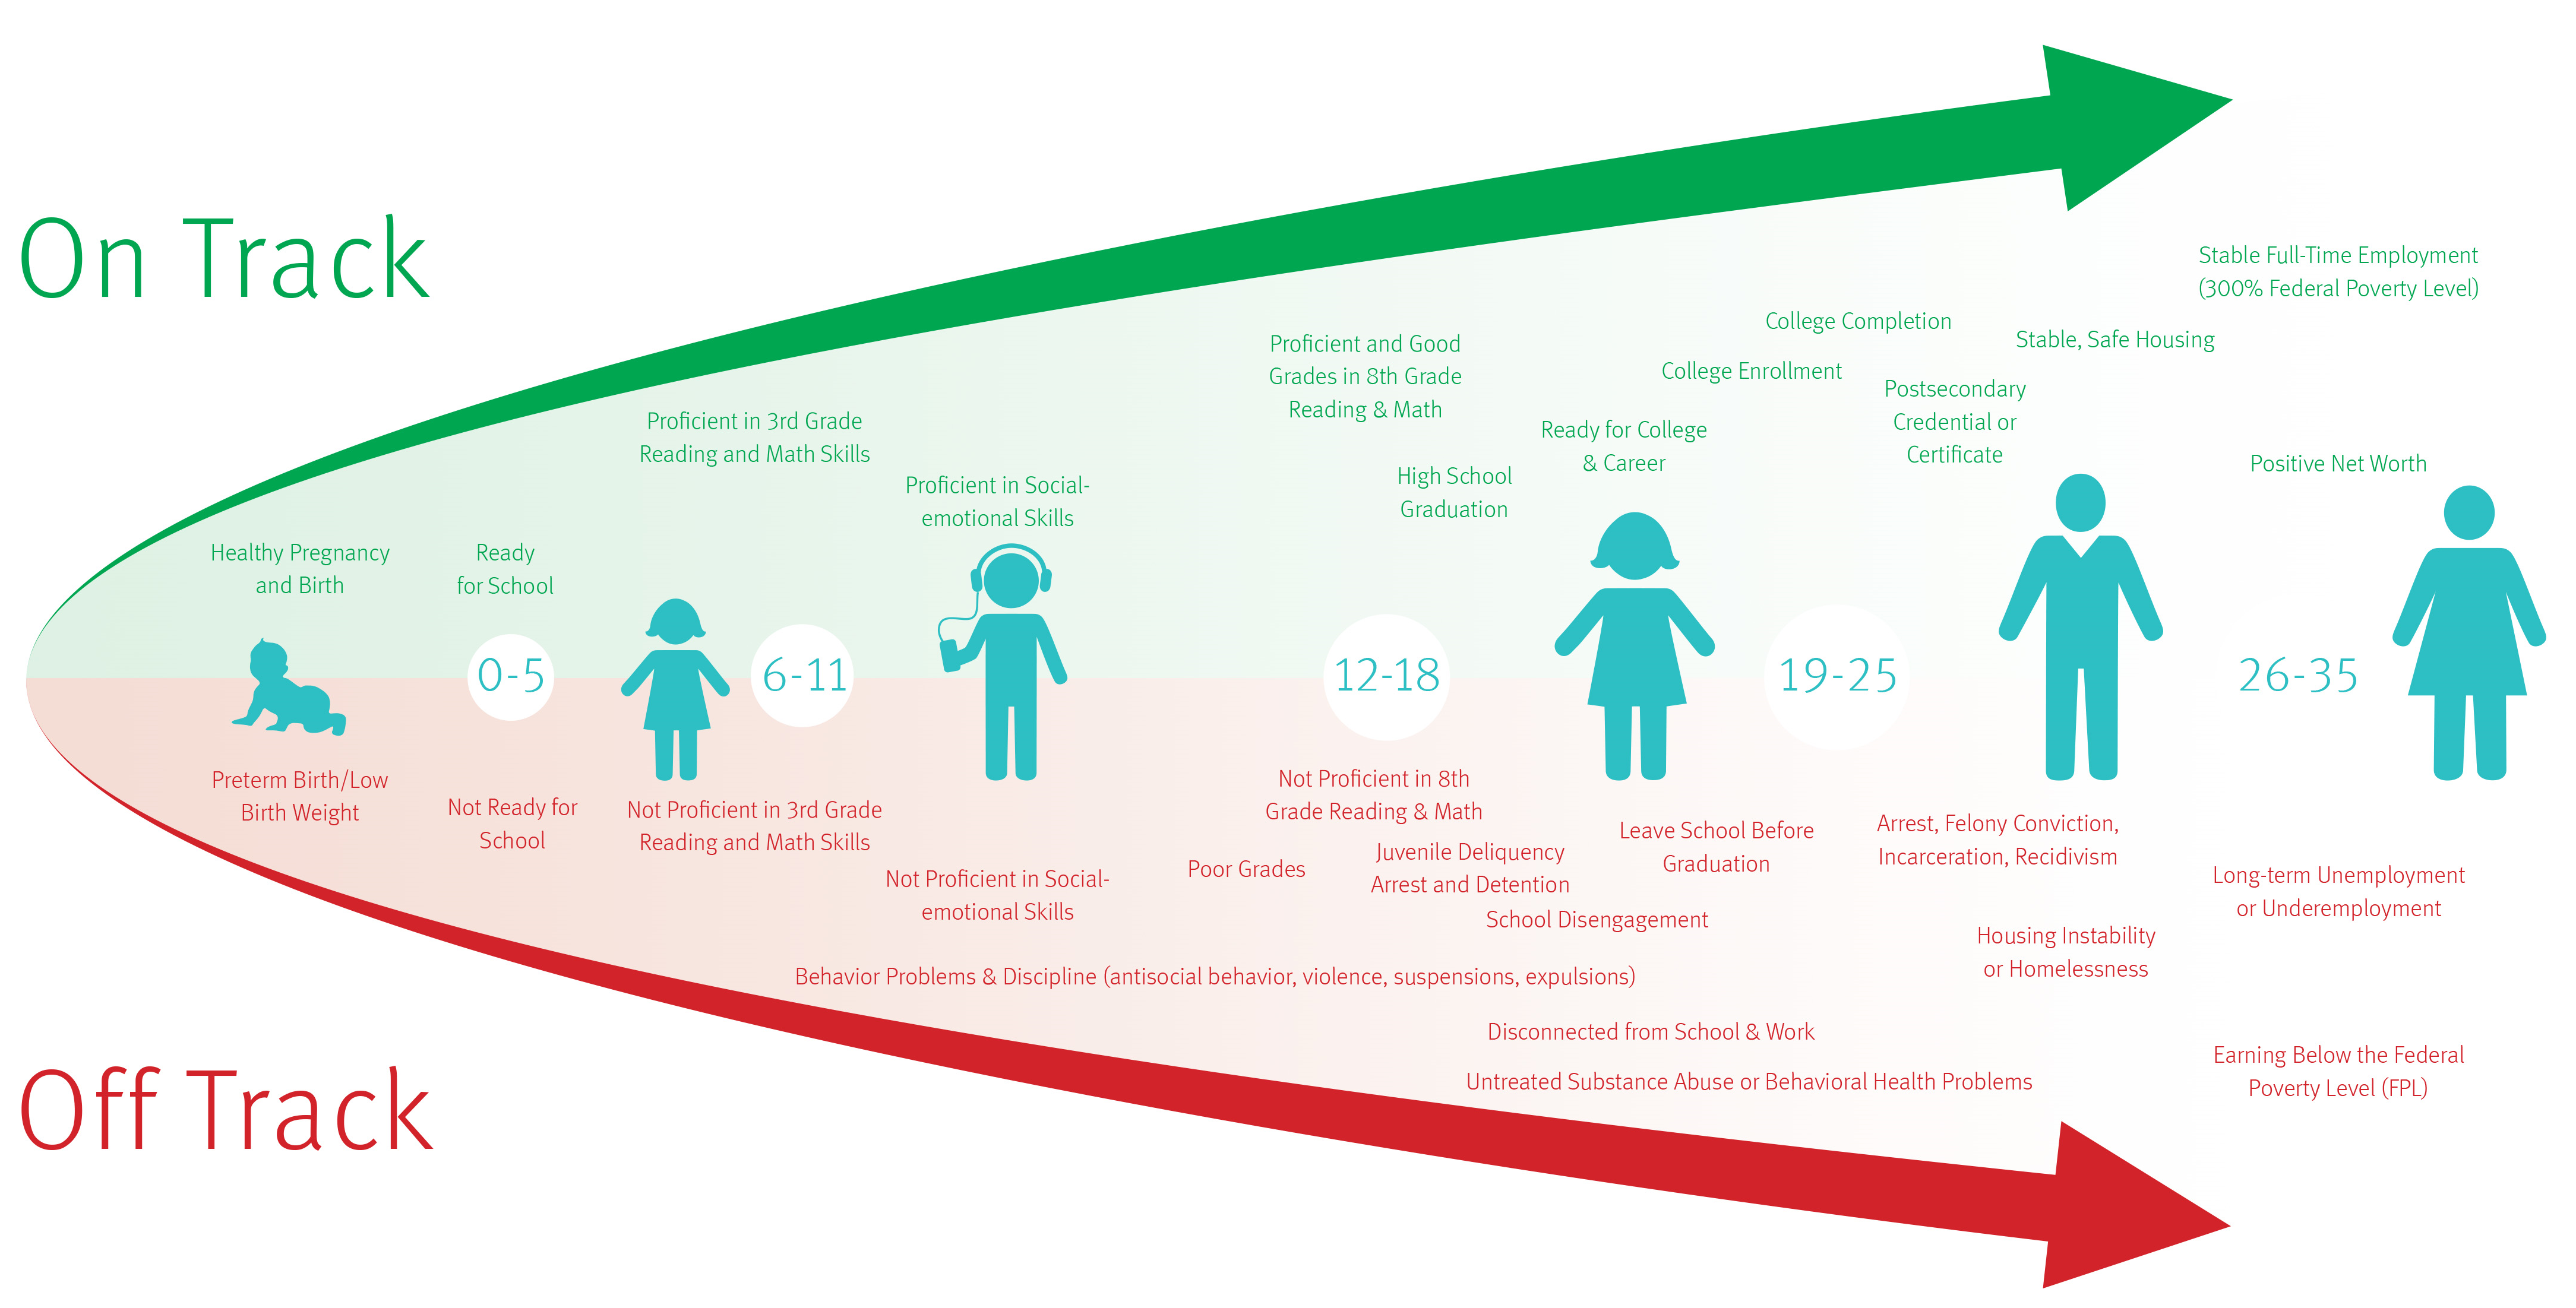 On Track
Stable Full-Time Employment
(300% Federal Poverty Level)
College Completion
Stable, Safe Housing
Proficient and Good
Grades in 8th Grade
Reading & Math
College Enrollment
Postsecondary
Credential or
Certificate
Proficient in 3rd Grade
Reading and Math Skills
Ready for College
& Career
Positive Net Worth
High School
Graduation
Proficient in Social-
emotional Skills
Healthy Pregnancy
and Birth
Ready
for School
0-5
6-11
12-18
19-25
26-35
Preterm Birth/Low
Birth Weight
Not Ready for
School
Not Proficient in 3rd Grade
Reading and Math Skills
Not Proficient in Social-
emotional Skills
Not Proficient in 8th
Grade Reading & Math
Poor Grades
Juvenile Deliquency
Arrest and Detention
School Disengagement
Leave School Before
Graduation
Arrest, Felony Conviction,
Incarceration, Recidivism
Long-term Unemployment
or Underemployment
Housing Instability
or Homelessness
Behavior Problems & Discipline (antisocial behavior, violence, suspensions, expulsions)
Disconnected from School & Work
Untreated Substance Abuse or Behavioral Health Problems
Earning Below the Federal
Poverty Level (FPL)
Off Track